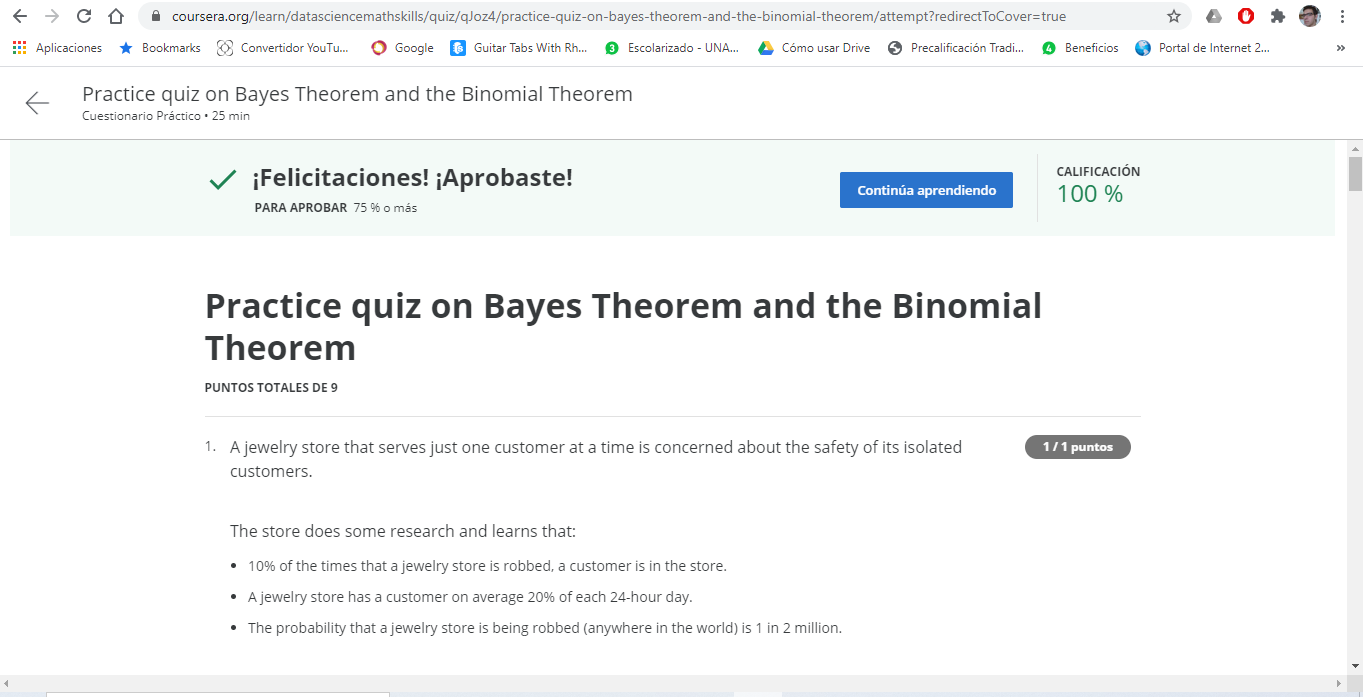 coursera.org/learn/datasciencemathskills/quiz/qJoz4/practice-quiz-on-bayes-theorem-and-the-binomial-theorem/attempt?redirectToCover=true
Aplicaciones Bookmarks Convertidor YouTu... Google Guitar Tabs With Rh... 3 Escolarizado - UNA... Cómo usar Drive Precalificación Tradi... 4 Beneficios Portal de Internet 2... »
Practice quiz on Bayes Theorem and the Binomial Theorem
Cuestionario Práctico • 25 min
¡Felicitaciones! ¡Aprobaste!
PARA APROBAR 75 % o más
Continúa aprendiendo
CALIFICACIÓN
100 %
Practice quiz on Bayes Theorem and the Binomial
Theorem
PUNTOS TOTALES DE 9
1. A jewelry store that serves just one customer at a time is concerned about the safety of its isolated
customers.
1 / 1 puntos
The store does some research and learns that:
• 10% of the times that a jewelry store is robbed, a customer is in the store.
• A jewelry store has a customer on average 20% of each 24-hour day.
• The probability that a jewelry store is being robbed (anywhere in the world) is 1 in 2 million.